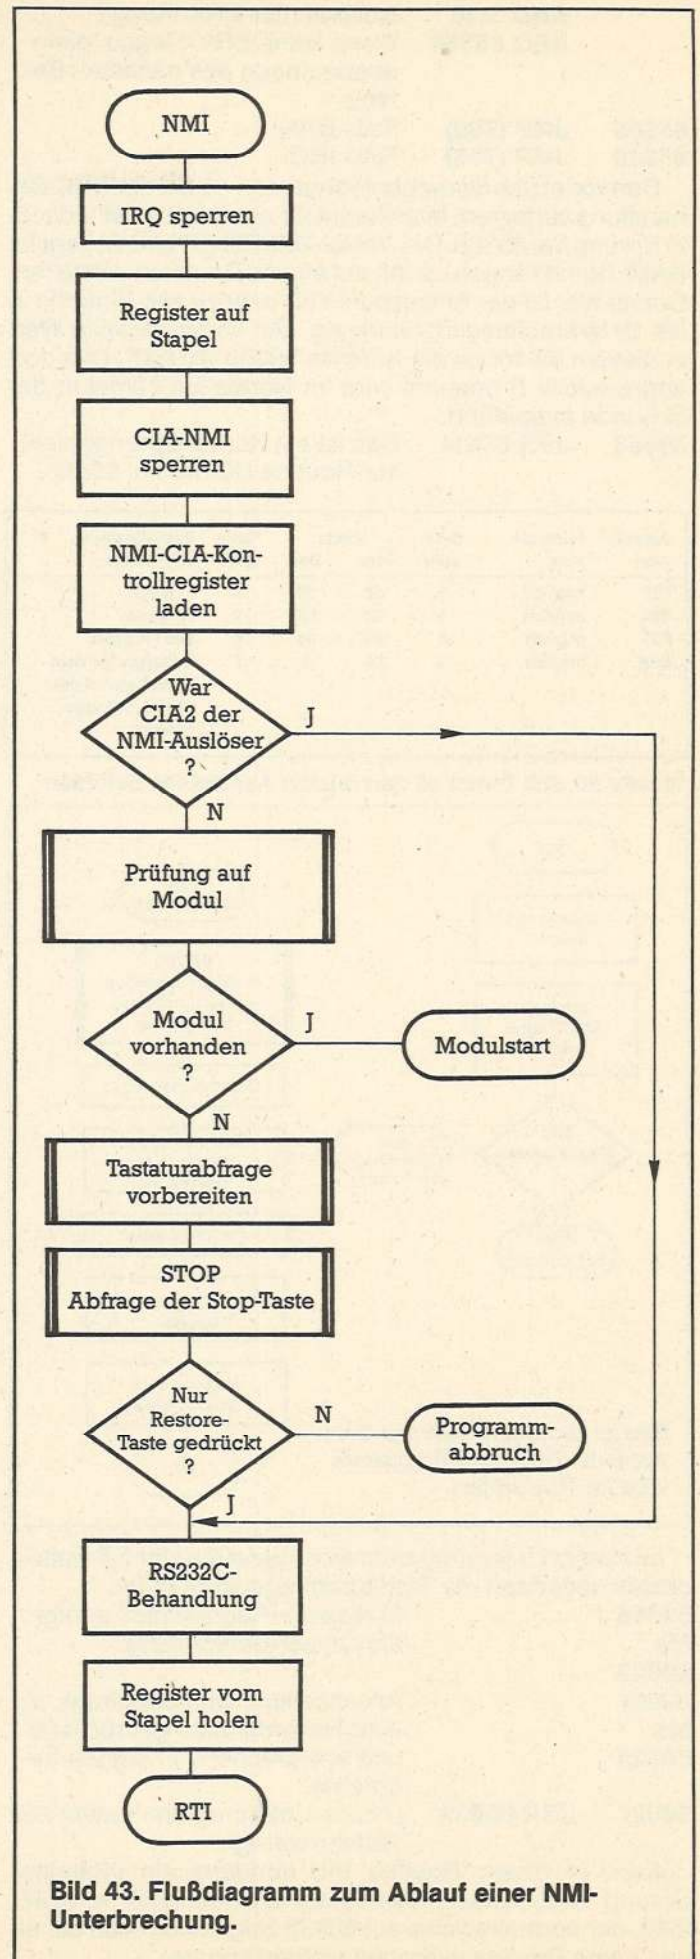 NMI
IRQ sperren
Register auf
Stapel
CIA-NMI
sperren
NMI-CIA-Kon-
trollregister
laden
War
CIA2 der
NMI-Auslöser
?
J
N
Prüfung auf
Modul
Modul
vorhanden
?
J
Modulstart
N
Tastaturabfrage
vorbereiten
STOP
Abfrage der Stop-Taste
Nur
Restore-
Taste gedrückt
?
N
Programm-
abbruch
J
RS232C-
Behandlung
Register vom
Stapel holen
RTI
Bild 43. Flußdiagramm zum Ablauf einer NMI-
Unterbrechung.